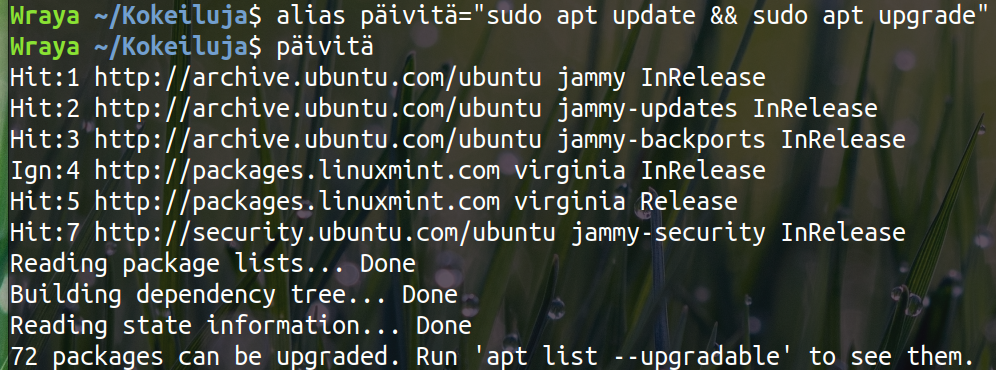 Wraya ~/Kokeiluja$ alias päivitä="sudo apt update && sudo apt upgrade"
Wraya ~/Kokeiluja$ päivitä
Hit:1 http://archive.ubuntu.com/ubuntu jammy InRelease
Hit:2 http://archive.ubuntu.com/ubuntu jammy-updates InRelease
Hit:3 http://archive.ubuntu.com/ubuntu jammy-backports InRelease
Ign:4 http://packages.linuxmint.com virginia InRelease
Hit:5 http://packages.linuxmint.com virginia Release
Hit:7 http://security.ubuntu.com/ubuntu jammy-security InRelease
Reading package lists... Done
Building dependency tree... Done
Reading state information... Done
72 packages can be upgraded. Run 'apt list --upgradable' to see them.